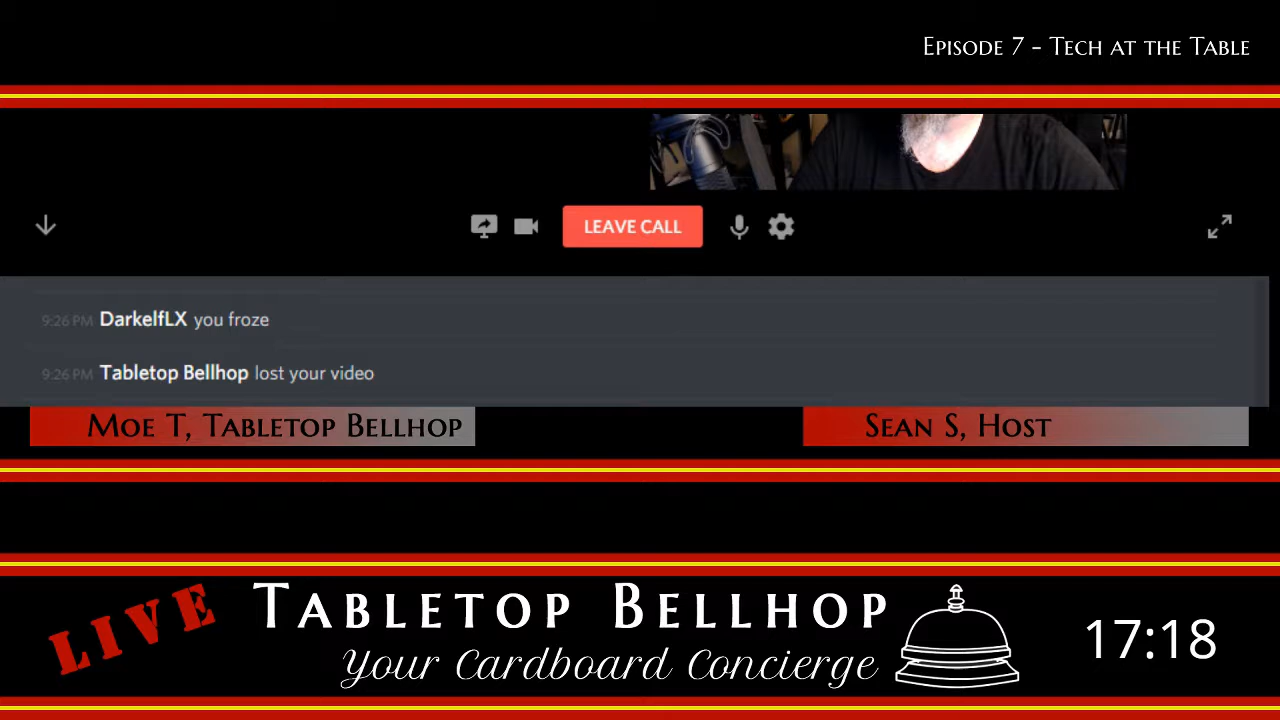 Episode 7 - Tech at the Table
LEAVE CALL
9:26 PM DarkelfLX you froze
9:26 PM Tabletop Bellhop lost your video
Moe T, Tabletop Bellhop
Sean S, Host
LIVE
Tabletop Bellhop
Your Cardboard Concierge
17:18